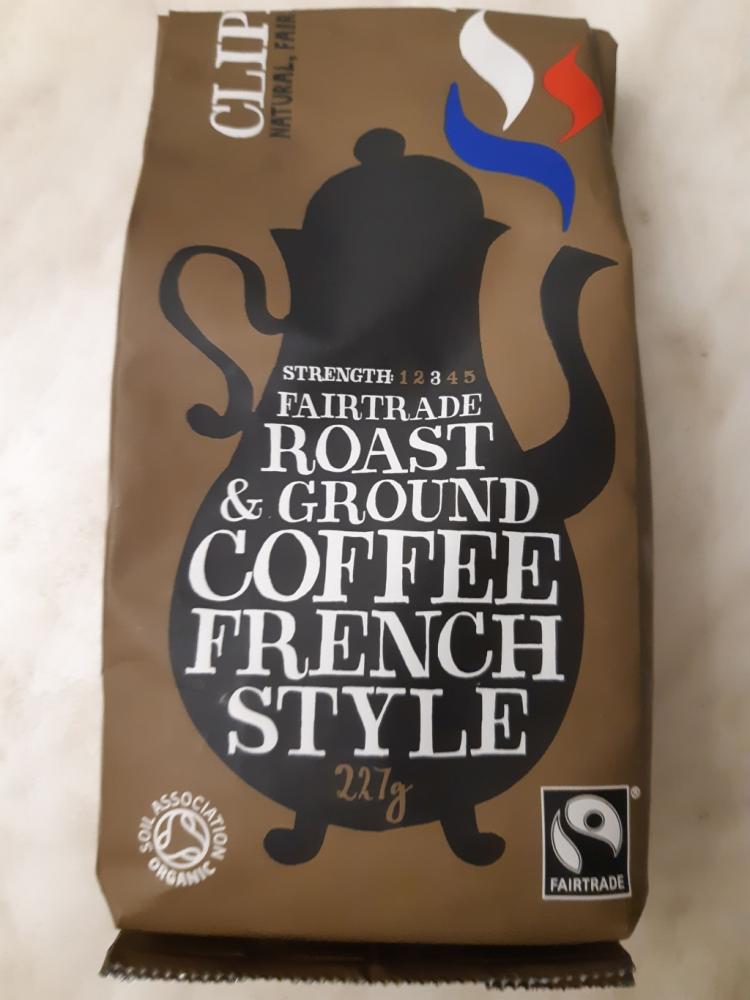 CLIP
NATURAL, FAIR
STRENGTH: 1 2 3 4 5
FAIRTRADE
ROAST
& GROUND
COFFEE
FRENCH
STYLE
227g
SOIL ASSOCIATION
ORGANIC
FAIRTRADE
®